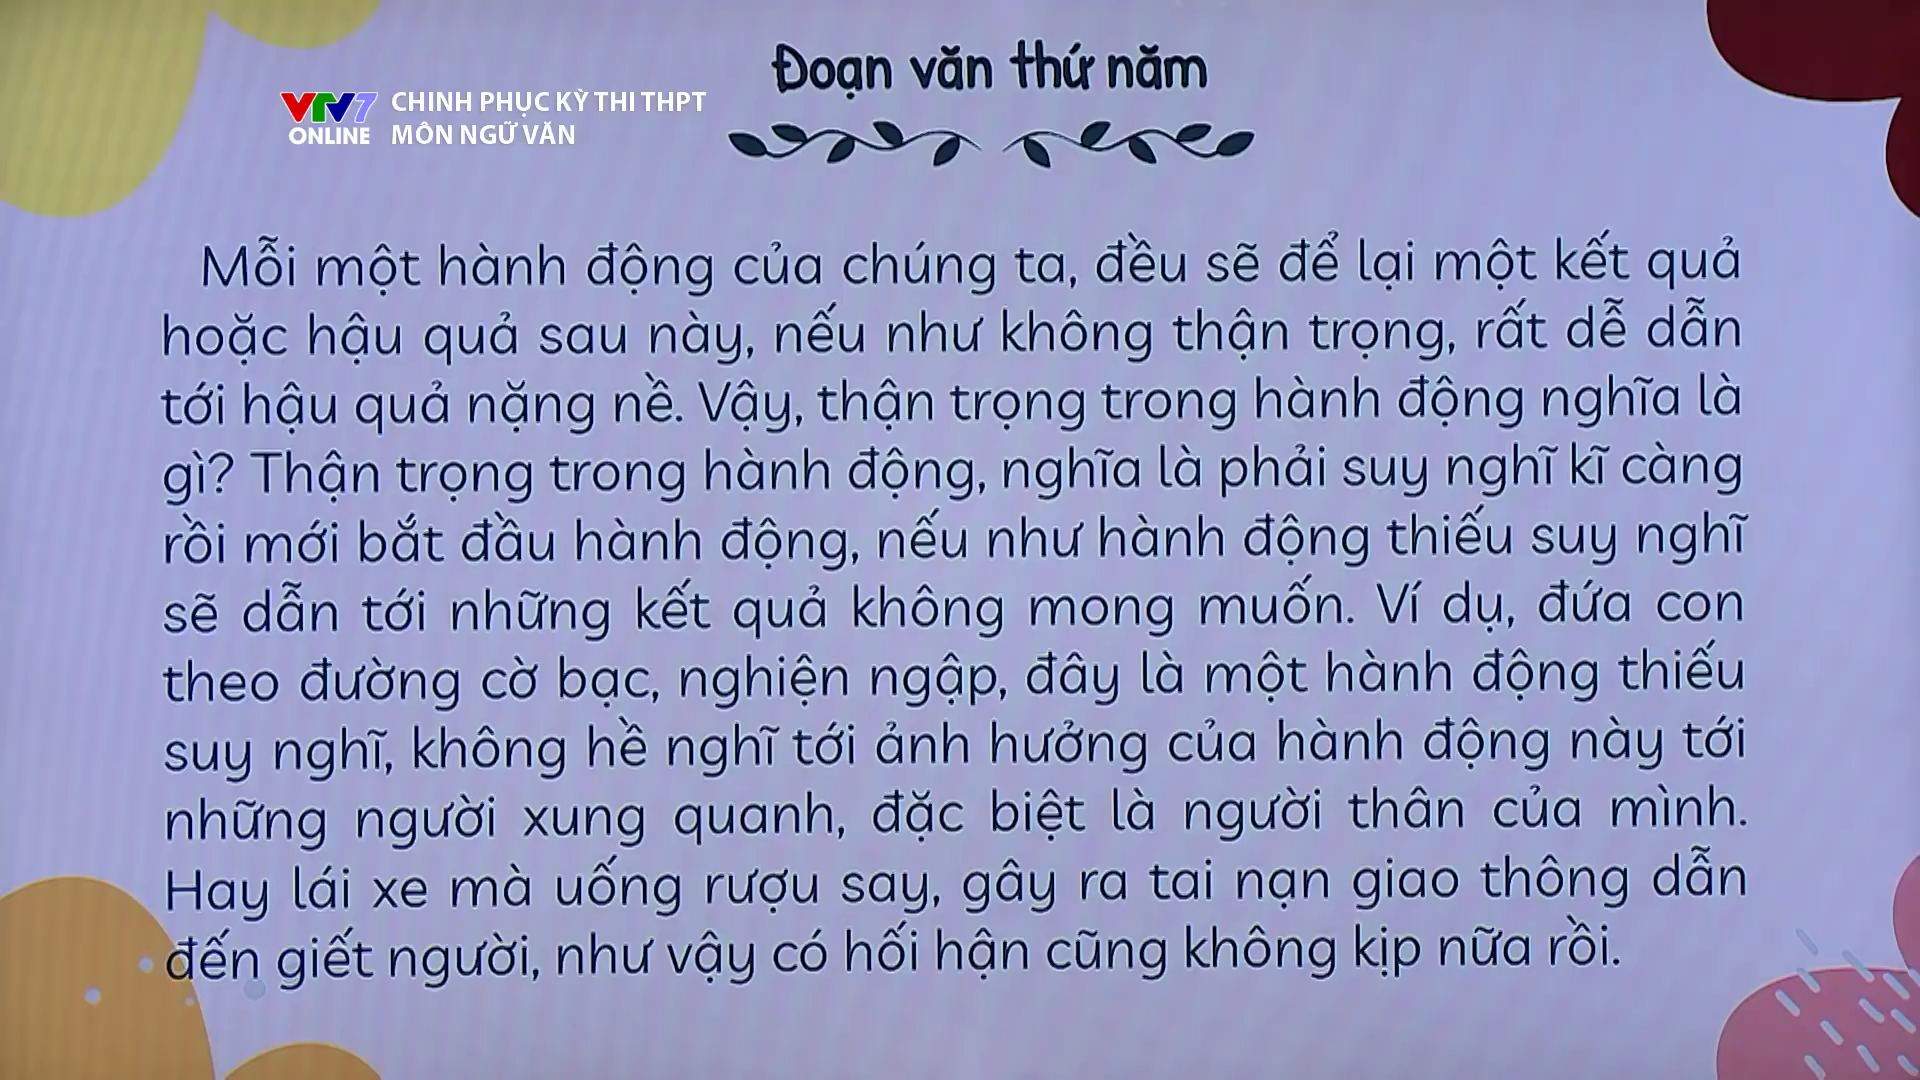 Đoạn văn thứ năm
VTV7 ONLINE
CHINH PHỤC KỲ THI THPT
MÔN NGỮ VĂN
Mỗi một hành động của chúng ta, đều sẽ để lại một kết quả
hoặc hậu quả sau này, nếu như không thận trọng, rất dễ dẫn
tới hậu quả nặng nề. Vậy, thận trọng trong hành động nghĩa là
gì? Thận trọng trong hành động, nghĩa là phải suy nghĩ kĩ càng
rồi mới bắt đầu hành động, nếu như hành động thiếu suy nghĩ
sẽ dẫn tới những kết quả không mong muốn. Ví dụ, đứa con
theo đường cờ bạc, nghiện ngập, đây là một hành động thiếu
suy nghĩ, không hề nghĩ tới ảnh hưởng của hành động này tới
những người xung quanh, đặc biệt là người thân của mình.
Hay lái xe mà uống rượu say, gây ra tai nạn giao thông dẫn
đến giết người, như vậy có hối hận cũng không kịp nữa rồi.